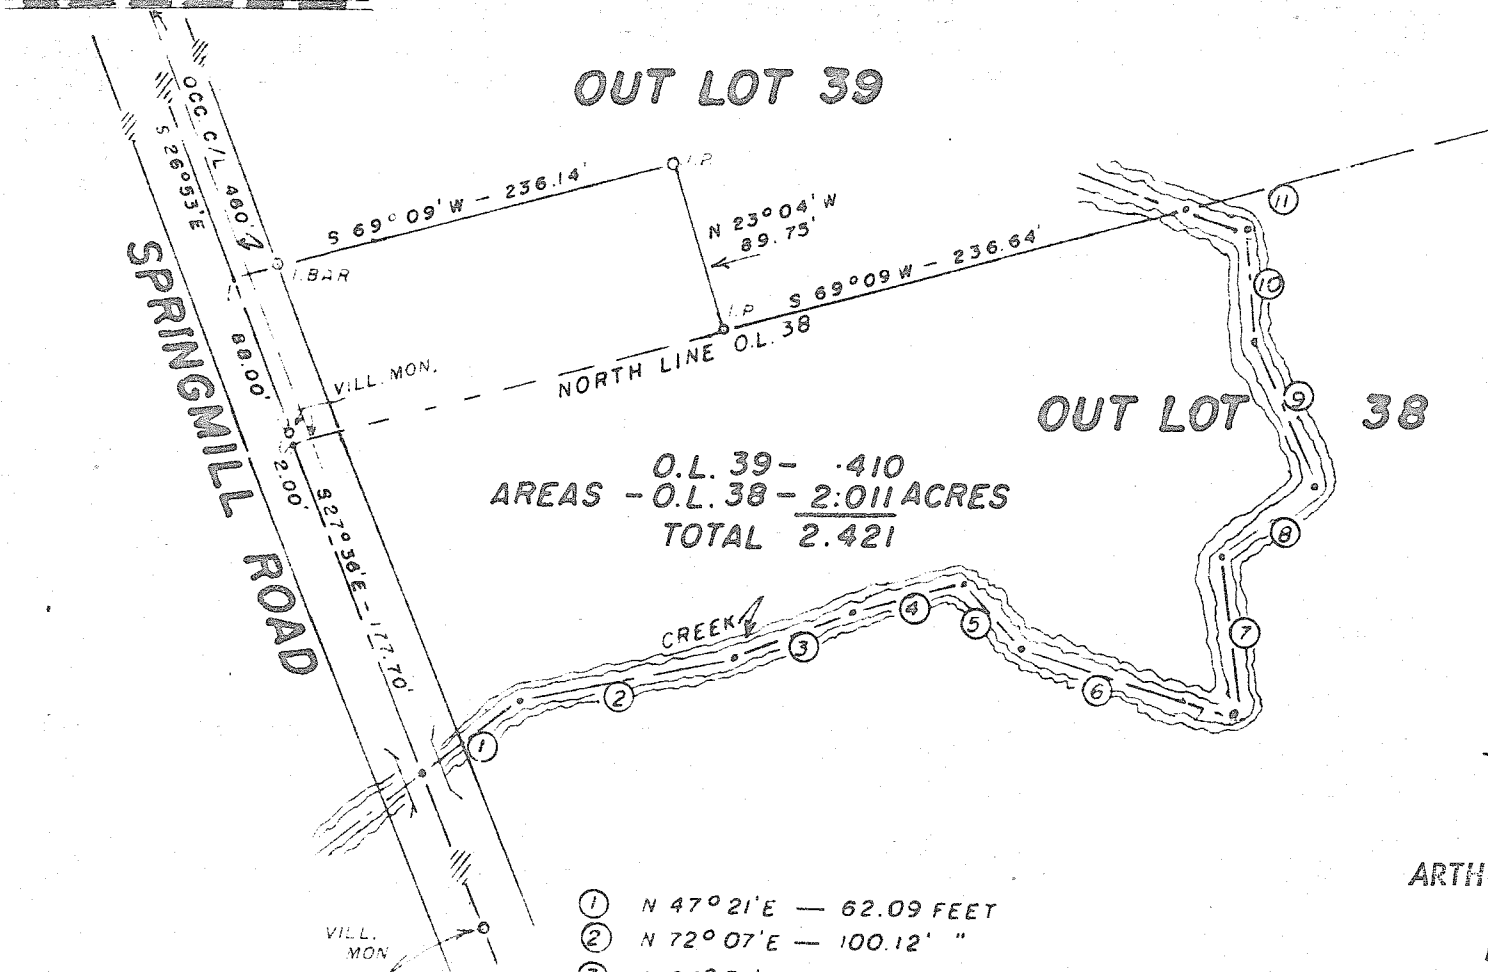 OUT LOT 39
OCC. C/L 460'
S 26°53'E
S 69° 09' W - 236.14'
I.P.
N 23° 04' W
89.75'
I.BAR
88.00'
I.P.
S 69° 09 W - 236.64'
NORTH LINE O.L. 38
VILL. MON.
SPRINGMILL ROAD
2.00'
S 27° 36'E - 177.70'
OUT LOT 38
O.L. 39 - .410
AREAS - O.L. 38 - 2.011 ACRES
TOTAL 2.421
CREEK
1
2
3
4
5
6
7
8
9
10
11
VILL.
MON
ARTH
1 N 47° 21'E — 62.09 FEET
2 N 72° 07'E — 100.12' "
3